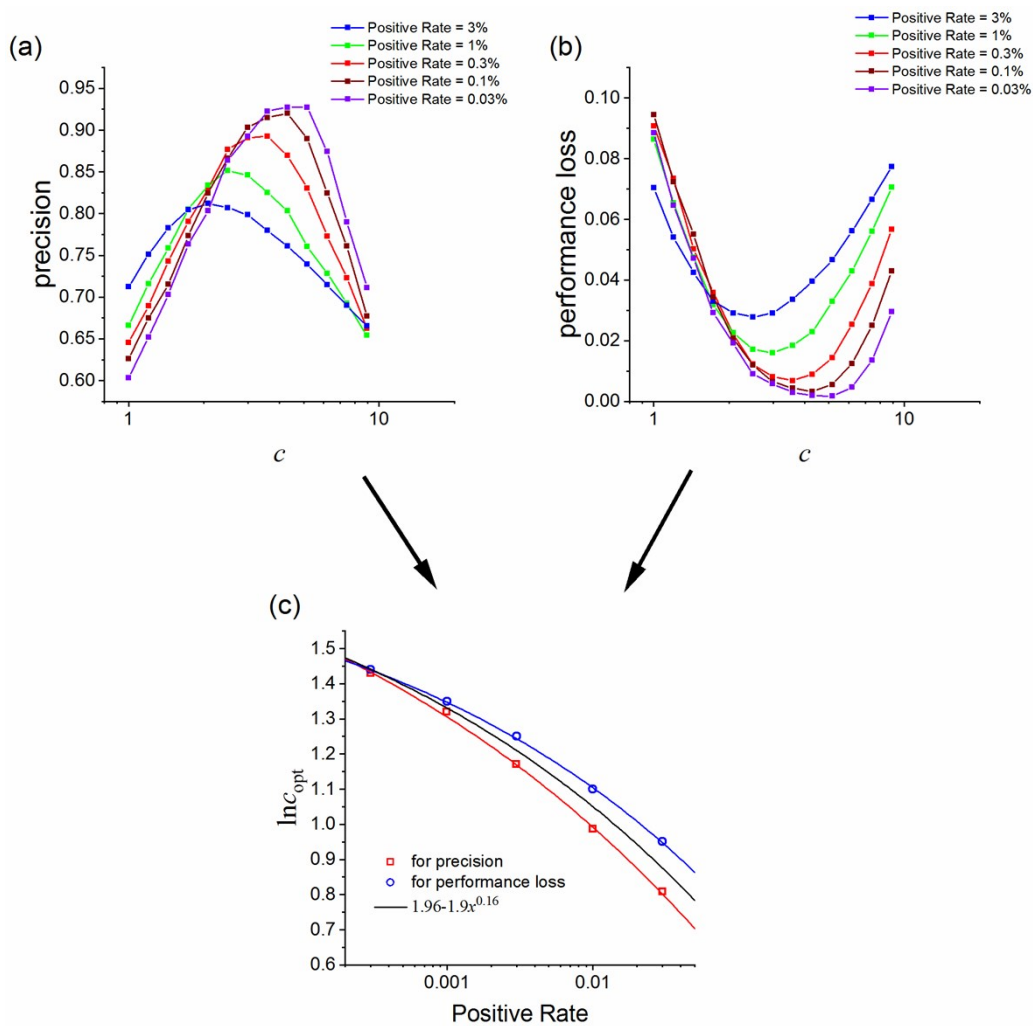 (a)
Positive Rate = 3%
Positive Rate = 1%
Positive Rate = 0.3%
Positive Rate = 0.1%
Positive Rate = 0.03%
0.95
0.90
0.85
0.80
0.75
0.70
0.65
0.60
precision
1
10
c
(b)
Positive Rate = 3%
Positive Rate = 1%
Positive Rate = 0.3%
Positive Rate = 0.1%
Positive Rate = 0.03%
0.10
0.08
0.06
0.04
0.02
0.00
performance loss
1
10
c
(c)
1.5
1.4
1.3
1.2
1.1
1.0
0.9
0.8
0.7
0.6
lnc_opt
for precision
for performance loss
1.96-1.9x^0.16
0.001
0.01
Positive Rate